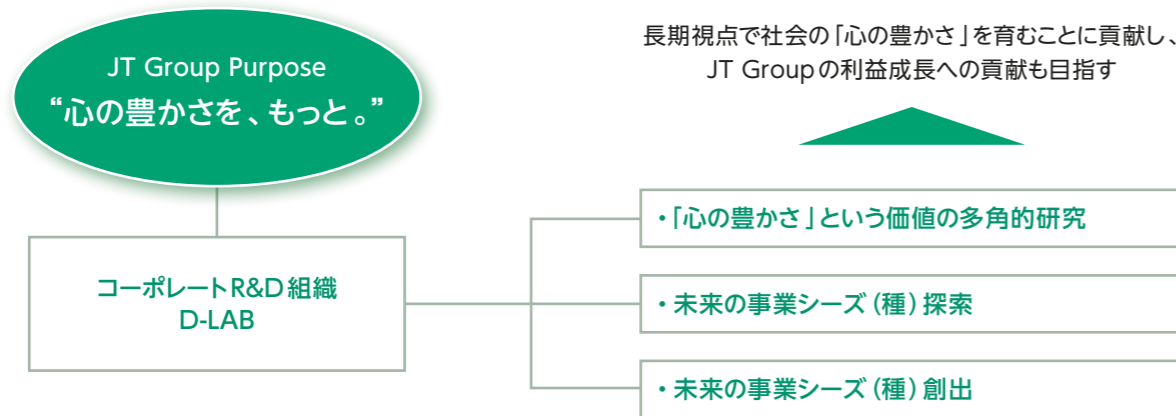 JT Group Purpose
“心の豊かさを、もっと。”
コーポレートR&D組織
D-LAB
長期視点で社会の「心の豊かさ」を育むことに貢献し、
JT Groupの利益成長への貢献も目指す
・「心の豊かさ」という価値の多角的研究
・未来の事業シーズ（種）探索
・未来の事業シーズ（種）創出